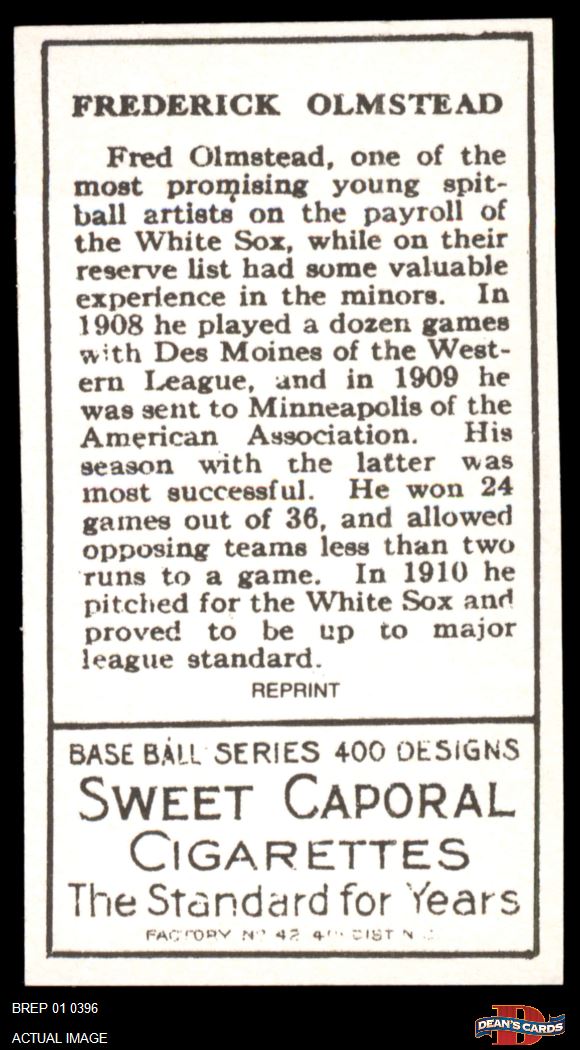 FREDERICK OLMSTEAD
Fred Olmstead, one of the
most promising young spit-
ball artists on the payroll of
the White Sox, while on their
reserve list had some valuable
experience in the minors. In
1908 he played a dozen games
with Des Moines of the West-
ern League, and in 1909 he
was sent to Minneapolis of the
American Association. His
season with the latter was
most successful. He won 24
games out of 36, and allowed
opposing teams less than two
runs to a game. In 1910 he
pitched for the White Sox and
proved to be up to major
league standard.
REPRINT
BASE BALL SERIES 400 DESIGNS
SWEET CAPORAL
CIGARETTES
The Standard for Years
FACTORY No 42 4TH DIST N.J.
BREP 01 0396
ACTUAL IMAGE
D
DEAN'S CARDS